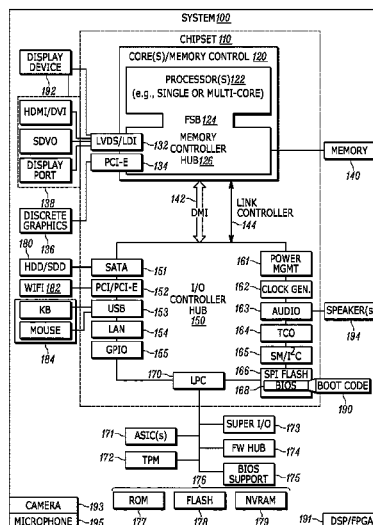 SYSTEM 100
CHIPSET 110
CORE(S)/MEMORY CONTROL 120
PROCESSOR(S) 122
(e.g., SINGLE OR MULTI-CORE)
FSB 124
MEMORY CONTROLLER
HUB 126
DISPLAY
DEVICE
192
HDMI/DVI
SDVO
DISPLAY
PORT
138
LVDS/LDI
132
PCI-E
134
DISCRETE
GRAPHICS
136
MEMORY
140
142
DMI
LINK
CONTROLLER
144
180
HDD/SDD
WIFI 182
KB
MOUSE
184
SATA
151
PCI/PCI-E
152
USB
153
LAN
154
GPIO
155
I/O
CONTROLLER
HUB
150
161
POWER
MGMT
162
CLOCK GEN.
163
AUDIO
SPEAKER(S)
194
164
TCO
165
SM/I²C
166
SPI FLASH
168
BIOS
BOOT CODE
190
170
LPC
171
ASIC(s)
172
TPM
SUPER I/O
173
FW HUB
174
BIOS
SUPPORT
175
176
ROM
177
FLASH
178
NVRAM
179
CAMERA
193
MICROPHONE
195
191
DSP/FPGA